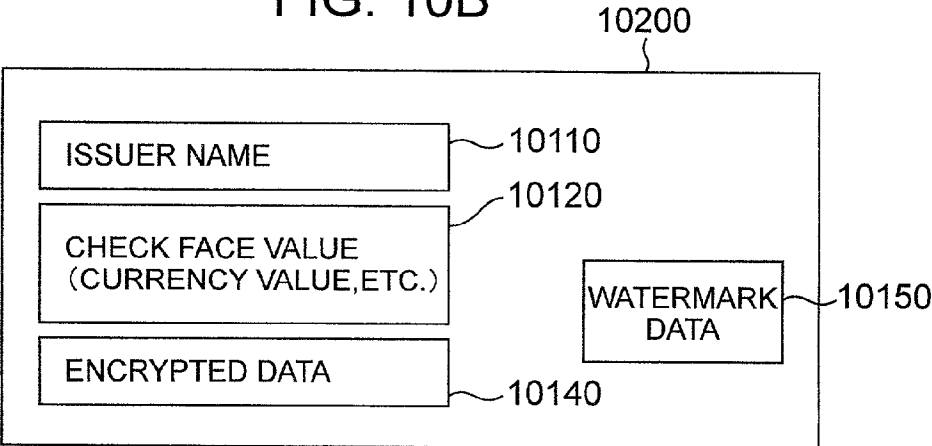 FIG. 10B
10200
ISSUER NAME
10110
10120
CHECK FACE VALUE
(CURRENCY VALUE,ETC.)
WATERMARK
DATA
10150
ENCRYPTED DATA
10140